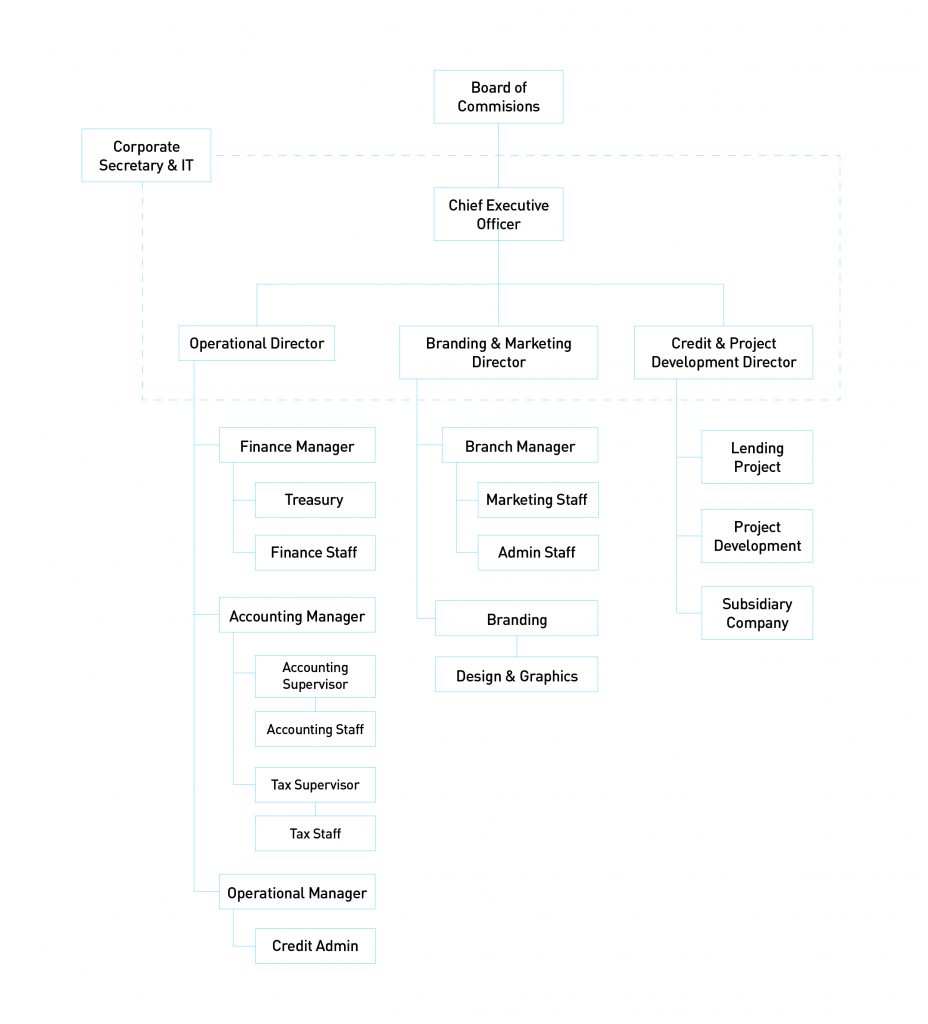 Board of
Commisions
Corporate
Secretary & IT
Chief Executive
Officer
Operational Director
Branding & Marketing
Director
Credit & Project
Development Director
Finance Manager
Treasury
Finance Staff
Accounting Manager
Accounting
Supervisor
Accounting Staff
Tax Supervisor
Tax Staff
Operational Manager
Credit Admin
Branch Manager
Marketing Staff
Admin Staff
Branding
Design & Graphics
Lending
Project
Project
Development
Subsidiary
Company